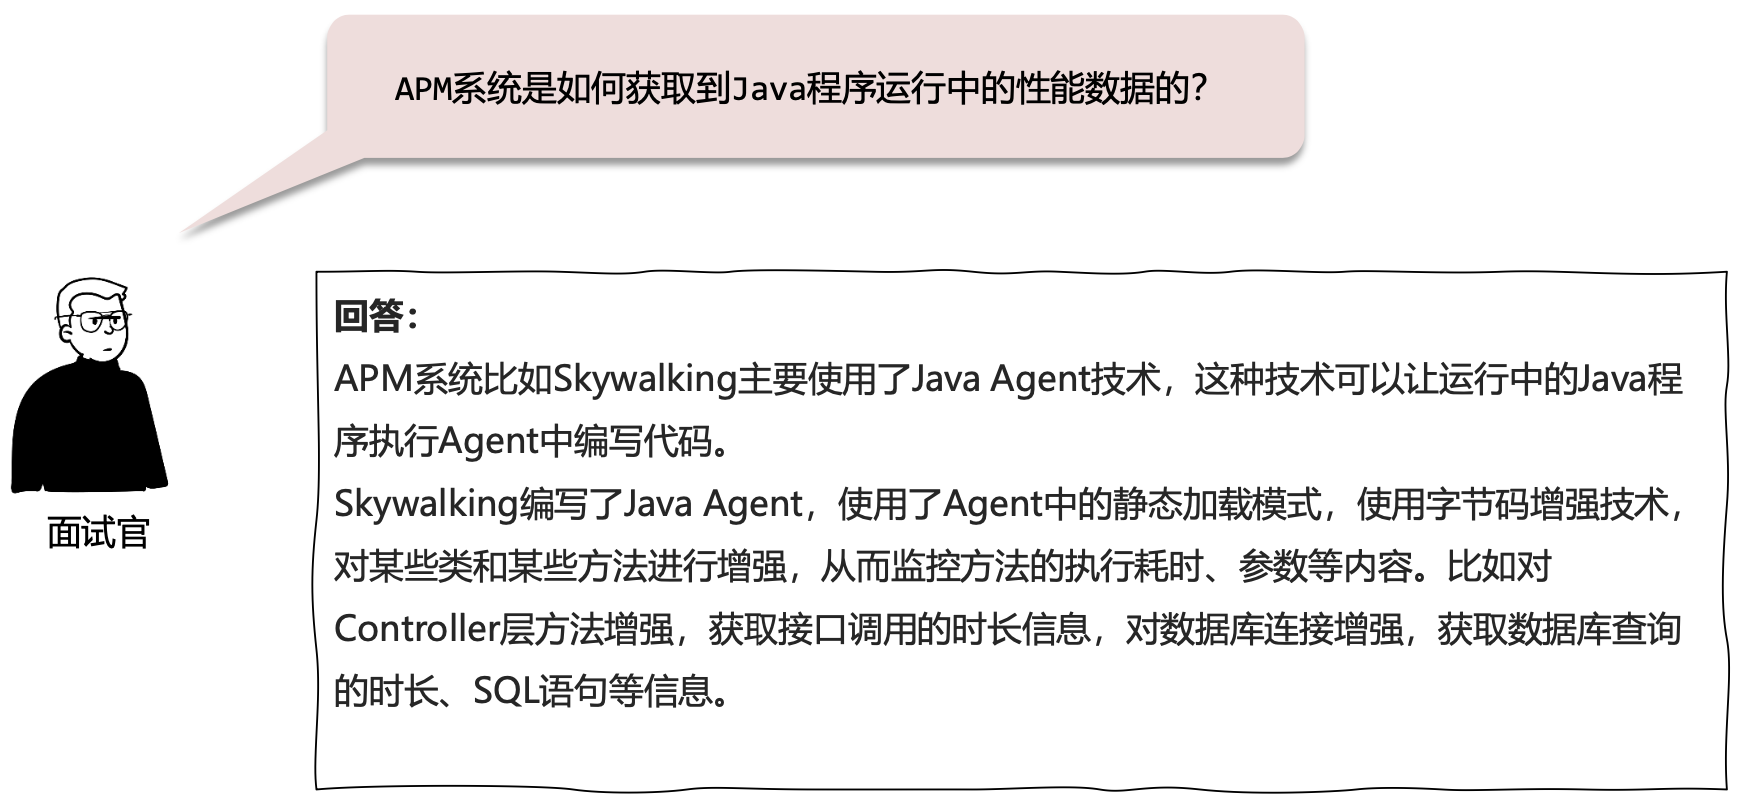 APM系统是如何获取到Java程序运行中的性能数据的？
面试官
回答：
APM系统比如Skywalking主要使用了Java Agent技术，这种技术可以让运行中的Java程
序执行Agent中编写代码。
Skywalking编写了Java Agent，使用了Agent中的静态加载模式，使用字节码增强技术，
对某些类和某些方法进行增强，从而监控方法的执行耗时、参数等内容。比如对
Controller层方法增强，获取接口调用的时长信息，对数据库连接增强，获取数据库查询
的时长、SQL语句等信息。